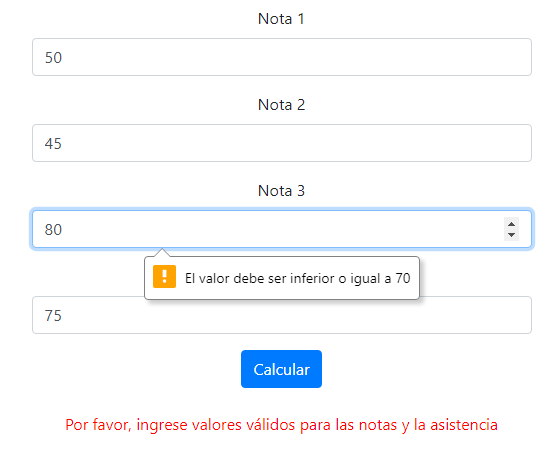 Nota 1
50
Nota 2
45
Nota 3
80
El valor debe ser inferior o igual a 70
75
Calcular
Por favor, ingrese valores válidos para las notas y la asistencia